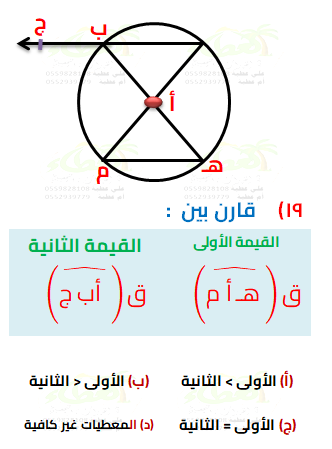 ج
ب
أ
م
هـ
١٩) قارن بين :
القيمة الأولى القيمة الثانية
ق ( هـ أ م ) ق ( أ ب ج )
(أ) الأولى > الثانية (ب) الأولى < الثانية
(ج) الأولى = الثانية (د) المعطيات غير كافية